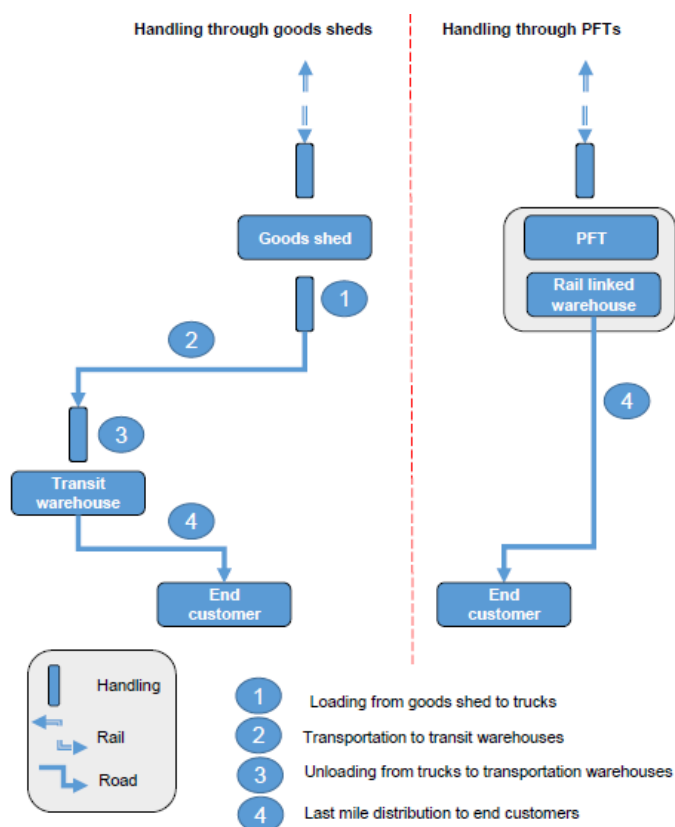 Handling through goods sheds
Handling through PFTs
Goods shed
PFT
Rail linked
warehouse
1
2
4
3
Transit
warehouse
4
End
customer
End
customer
Handling
Rail
Road
1 Loading from goods shed to trucks
2 Transportation to transit warehouses
3 Unloading from trucks to transportation warehouses
4 Last mile distribution to end customers